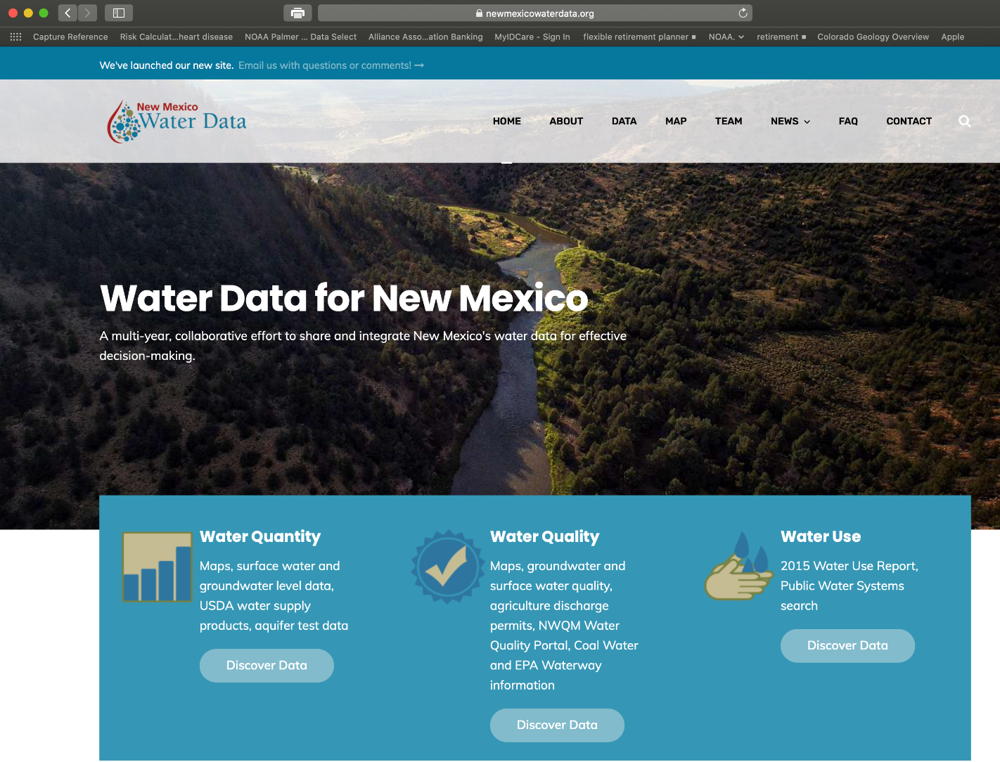 newmexicowaterdata.org
Capture Reference Risk Calculat...heart disease NOAA Palmer ... Data Select Alliance Asso...ation Banking MyIDCare - Sign In flexible retirement planner NOAA. retirement Colorado Geology Overview Apple
We've launched our new site. Email us with questions or comments!
New Mexico
Water Data
HOME ABOUT DATA MAP TEAM NEWS FAQ CONTACT
Water Data for New Mexico
A multi-year, collaborative effort to share and integrate New Mexico's water data for effective
decision-making.
Water Quantity
Maps, surface water and
groundwater level data,
USDA water supply
products, aquifer test data
Discover Data
Water Quality
Maps, groundwater and
surface water quality,
agriculture discharge
permits, NWQM Water
Quality Portal, Coal Water
and EPA Waterway
information
Discover Data
Water Use
2015 Water Use Report,
Public Water Systems
search
Discover Data